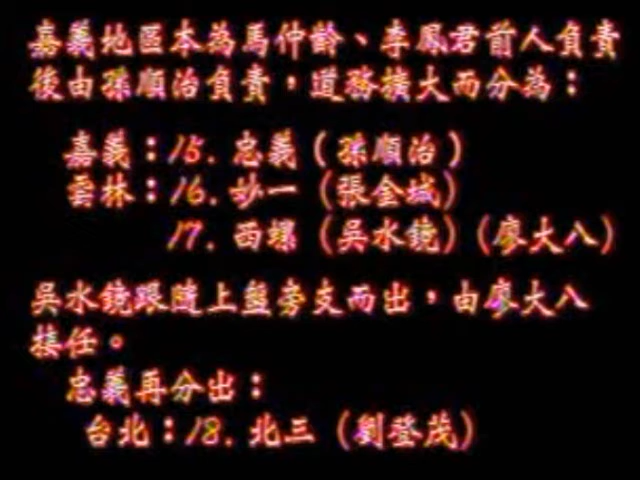 嘉義地區本為馬仲齡、李鳳君前人負責
後由孫順治負責，道務擴大而分為：
嘉義：15. 忠義（孫順治）
雲林：16. 妙一（張金城）
17. 西螺（吳水鏡）（廖大八）
吳水鏡跟隨上盤旁支而出，由廖大八
接任。
忠義再分出：
台北：18. 北三（劉登茂）